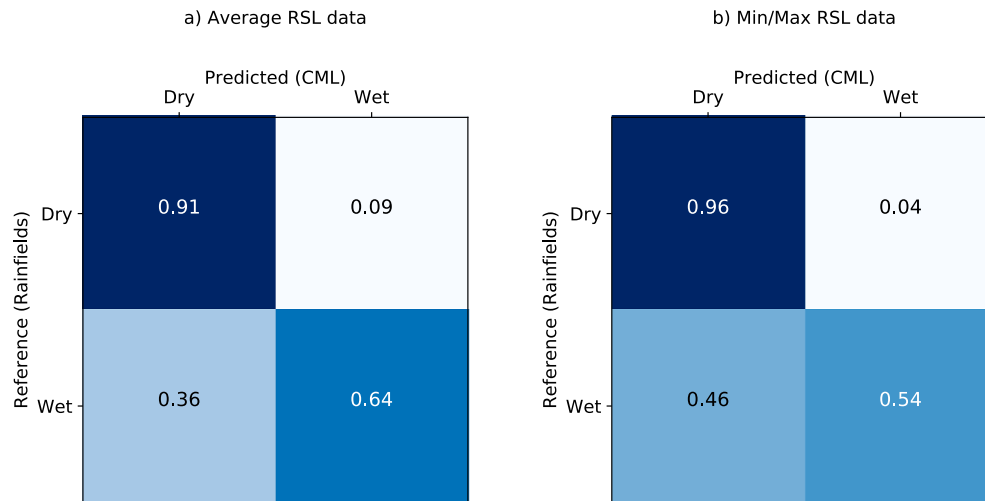 a) Average RSL data
Predicted (CML)
Dry Wet
Reference (Rainfields)
Dry 0.91 0.09
Wet 0.36 0.64
b) Min/Max RSL data
Predicted (CML)
Dry Wet
Reference (Rainfields)
Dry 0.96 0.04
Wet 0.46 0.54